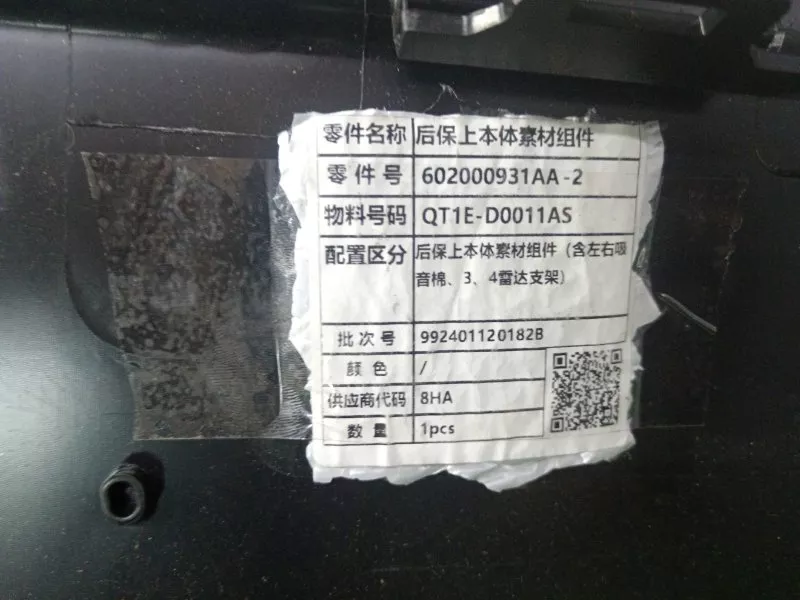 零件名称 后保上本体素材组件
零件号 602000931AA-2
物料号码 QT1E-D0011AS
配置区分 后保上本体素材组件（含左右吸
音棉、3、4雷达支架）
批次号 992401120182B
颜色 /
供应商代码 8HA
数量 1pcs